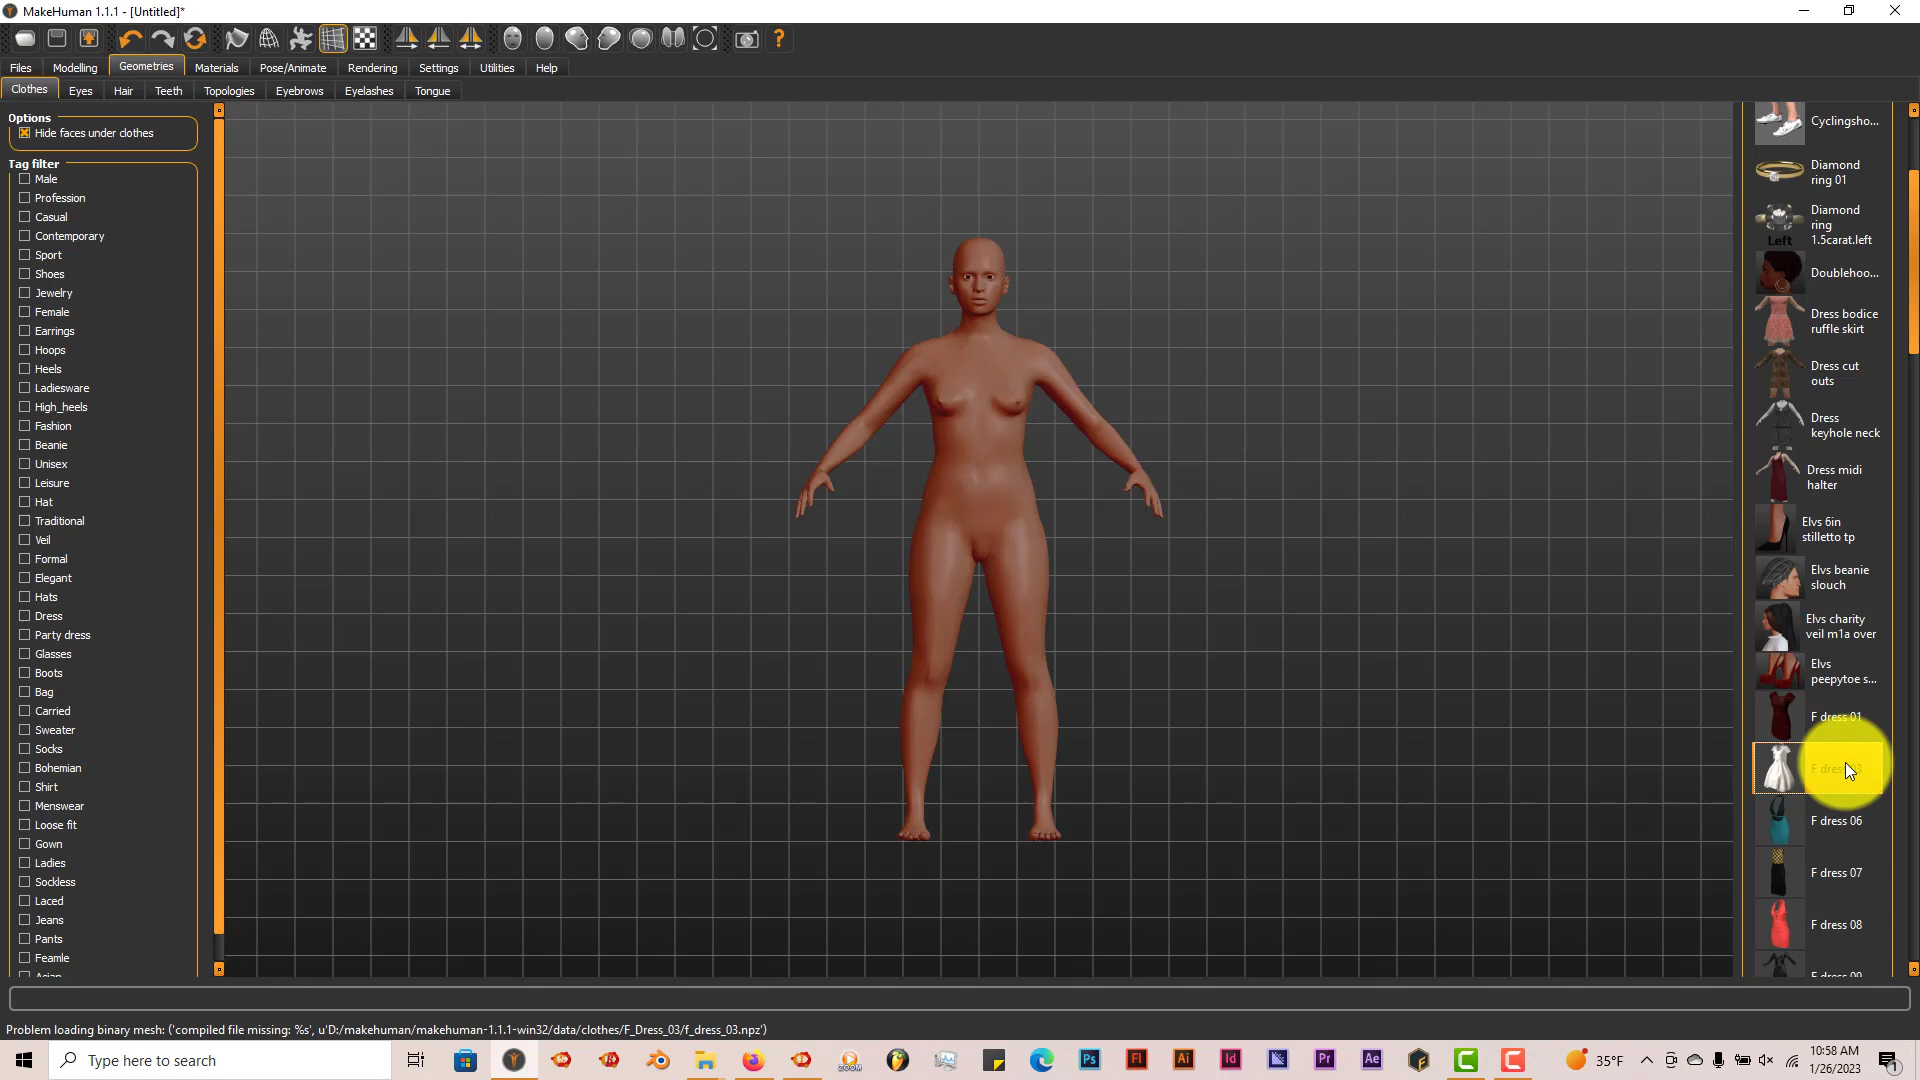 MakeHuman 1.1.1 - [Untitled]*
Files Modelling Geometries Materials Pose/Animate Rendering Settings Utilities Help
Clothes Eyes Hair Teeth Topologies Eyebrows Eyelashes Tongue
Options
Hide faces under clothes
Tag filter
Male
Profession
Casual
Contemporary
Sport
Shoes
Jewelry
Female
Earrings
Hoops
Heels
Ladiesware
High_heels
Fashion
Beanie
Unisex
Leisure
Hat
Traditional
Veil
Formal
Elegant
Hats
Dress
Party dress
Glasses
Boots
Bag
Carried
Sweater
Socks
Bohemian
Shirt
Menswear
Loose fit
Gown
Ladies
Sockless
Laced
Jeans
Pants
Feamle
Asian
Cyclingsho...
Diamond
ring 01
Diamond
ring
1.5carat.left
Left
Doublehoo...
Dress bodice
ruffle skirt
Dress cut
outs
Dress
keyhole neck
Dress midi
halter
Elvs 6in
stilletto tp
Elvs beanie
slouch
Elvs charity
veil m1a over
Elvs
peepytoe s...
F dress 01
F dress 03
F dress 06
F dress 07
F dress 08
F dress 09
Problem loading binary mesh: ('compiled file missing: %s', u'D:/makehuman/makehuman-1.1.1-win32/data/clothes/F_Dress_03/f_dress_03.npz')
Type here to search
ZOOM
Ps
Fl
Ai
Id
Pr
Ae
35°F
10:58 AM
1/26/2023
1